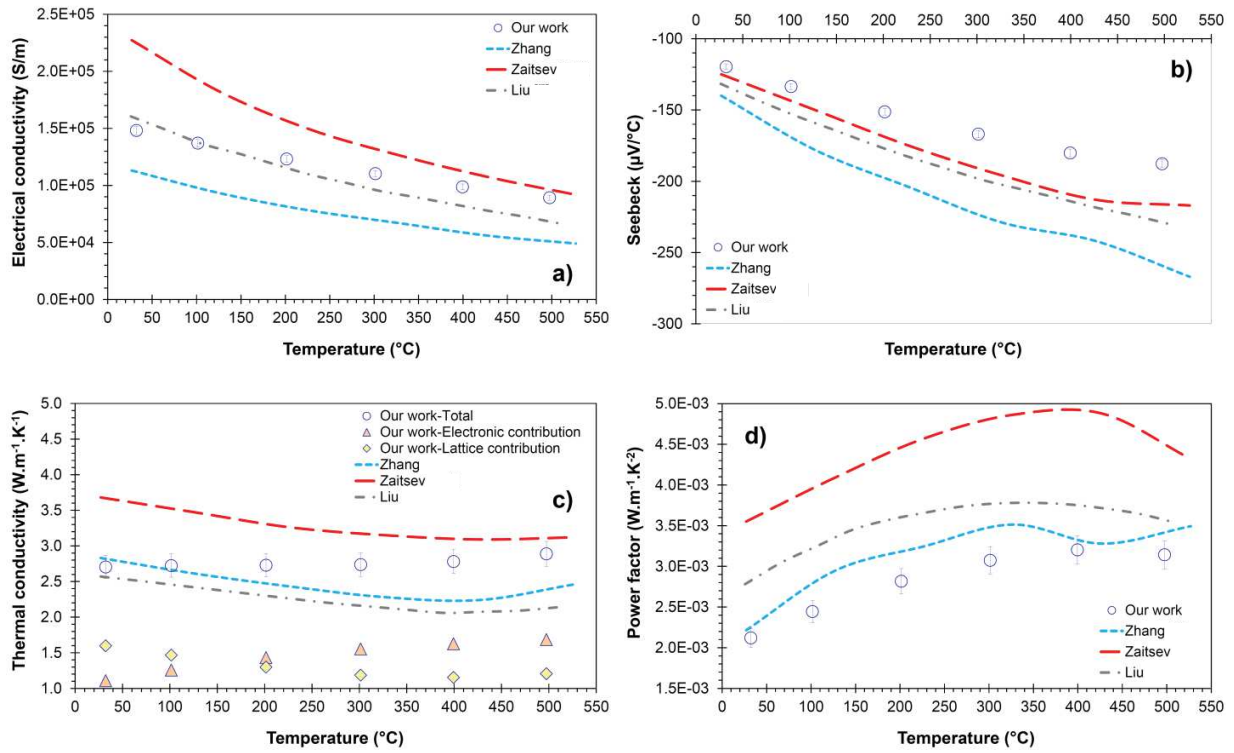 a)
Electrical conductivity (S/m)
2.5E+05
2.0E+05
1.5E+05
1.0E+05
5.0E+04
0.0E+00
Our work
Zhang
Zaitsev
Liu
0 50 100 150 200 250 300 350 400 450 500 550
Temperature (°C)
b)
0 50 100 150 200 250 300 350 400 450 500 550
Seebeck (µV/°C)
-100
-150
-200
-250
-300
Our work
Zhang
Zaitsev
Liu
Temperature (°C)
c)
Thermal conductivity (W.m⁻¹.K⁻¹)
5.0
4.5
4.0
3.5
3.0
2.5
2.0
1.5
1.0
Our work-Total
Our work-Electronic contribution
Our work-Lattice contribution
Zhang
Zaitsev
Liu
0 50 100 150 200 250 300 350 400 450 500 550
Temperature (°C)
d)
Power factor (W.m⁻¹.K⁻²)
5.0E-03
4.5E-03
4.0E-03
3.5E-03
3.0E-03
2.5E-03
2.0E-03
1.5E-03
Our work
Zhang
Zaitsev
Liu
0 50 100 150 200 250 300 350 400 450 500 550
Temperature (°C)